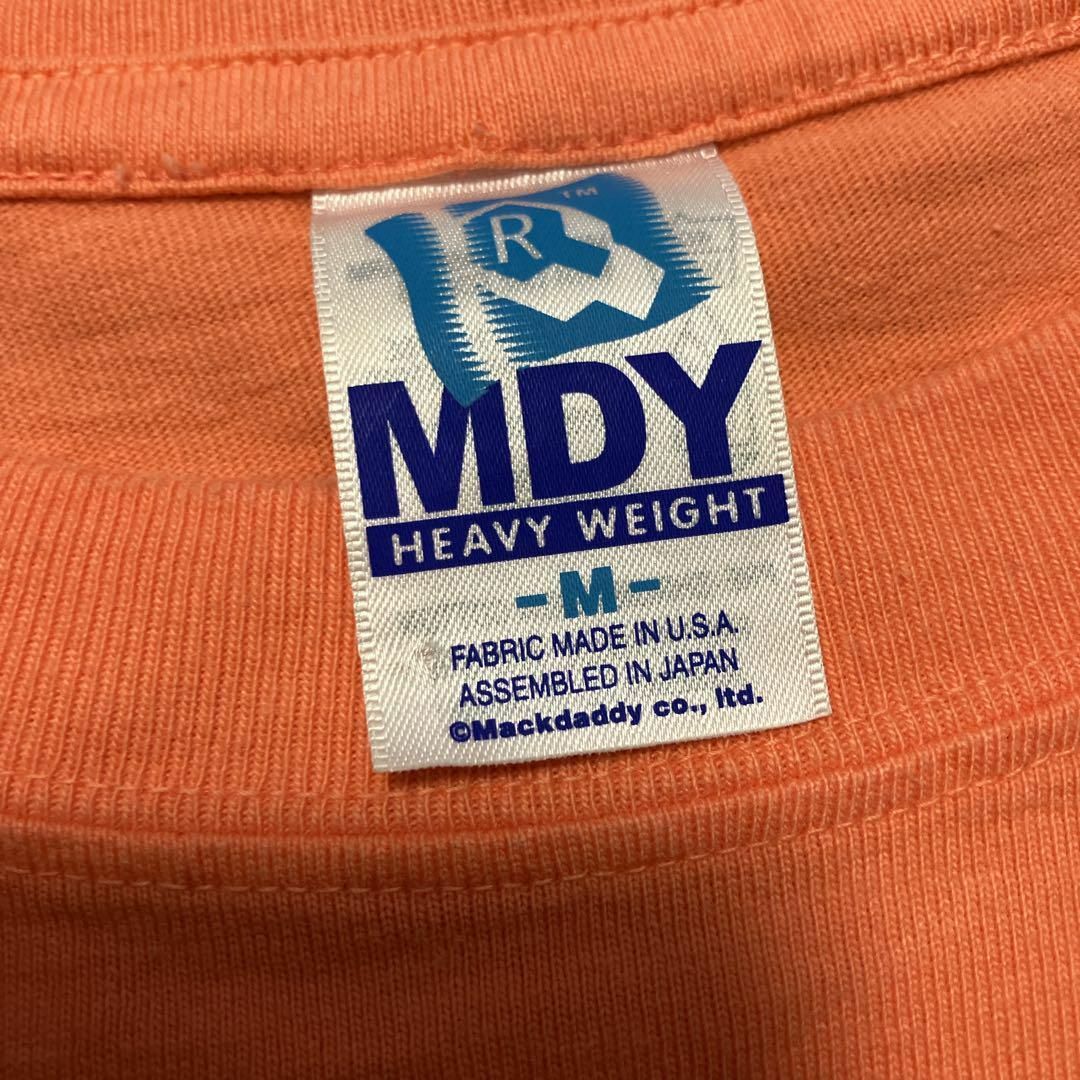 R ™
MDY
HEAVY WEIGHT
-M-
FABRIC MADE IN U.S.A.
ASSEMBLED IN JAPAN
©Mackdaddy co., ltd.